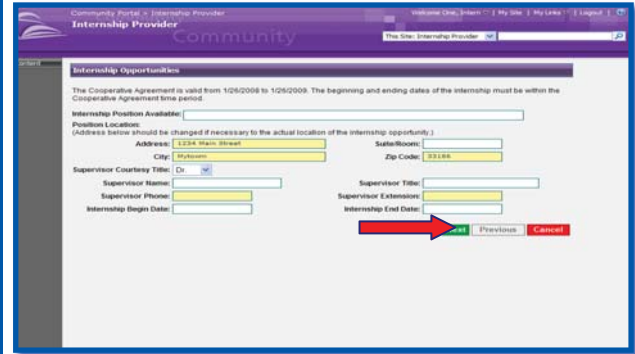 Community Portal > Internship Provider
Welcome One, Intern | My Site | My Links | Logout |
Internship Provider
Community
This Site: Internship Provider
Internship Opportunities
The Cooperative Agreement is valid from 1/26/2008 to 1/26/2009. The beginning and ending dates of the internship must be within the
Cooperative Agreement time period.
Internship Position Available:
Position Location:
(Address below should be changed if necessary to the actual location of the internship opportunity.)
Address: 1234 Main Street Suite/Room:
City: Mytown Zip Code: 33186
Supervisor Courtesy Title: Dr.
Supervisor Name: Supervisor Title:
Supervisor Phone: Supervisor Extension:
Internship Begin Date: Internship End Date:
Previous Cancel